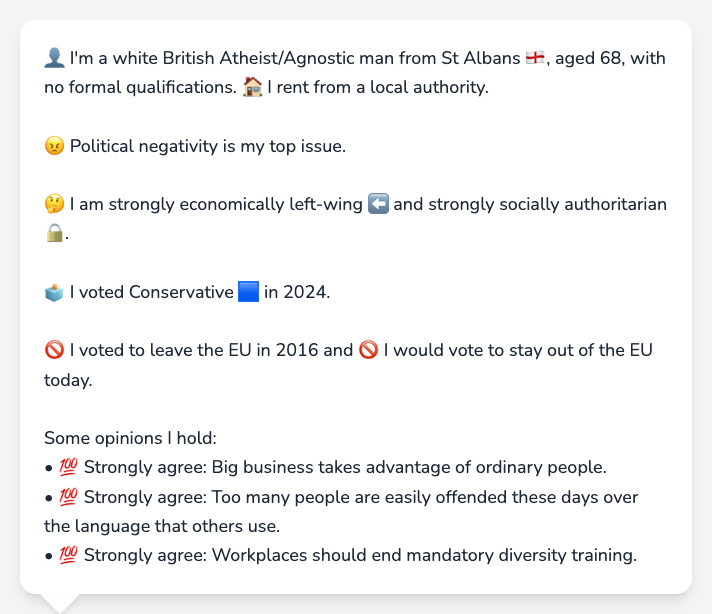 👤 I'm a white British Atheist/Agnostic man from St Albans 🏴󠁧󠁢󠁥󠁮󠁧󠁿, aged 68, with
no formal qualifications. 🏠 I rent from a local authority.
😠 Political negativity is my top issue.
🤔 I am strongly economically left-wing ⬅️ and strongly socially authoritarian
🔒.
🗳️ I voted Conservative 🟦 in 2024.
🚫 I voted to leave the EU in 2016 and 🚫 I would vote to stay out of the EU
today.
Some opinions I hold:
• 💯 Strongly agree: Big business takes advantage of ordinary people.
• 💯 Strongly agree: Too many people are easily offended these days over
the language that others use.
• 💯 Strongly agree: Workplaces should end mandatory diversity training.